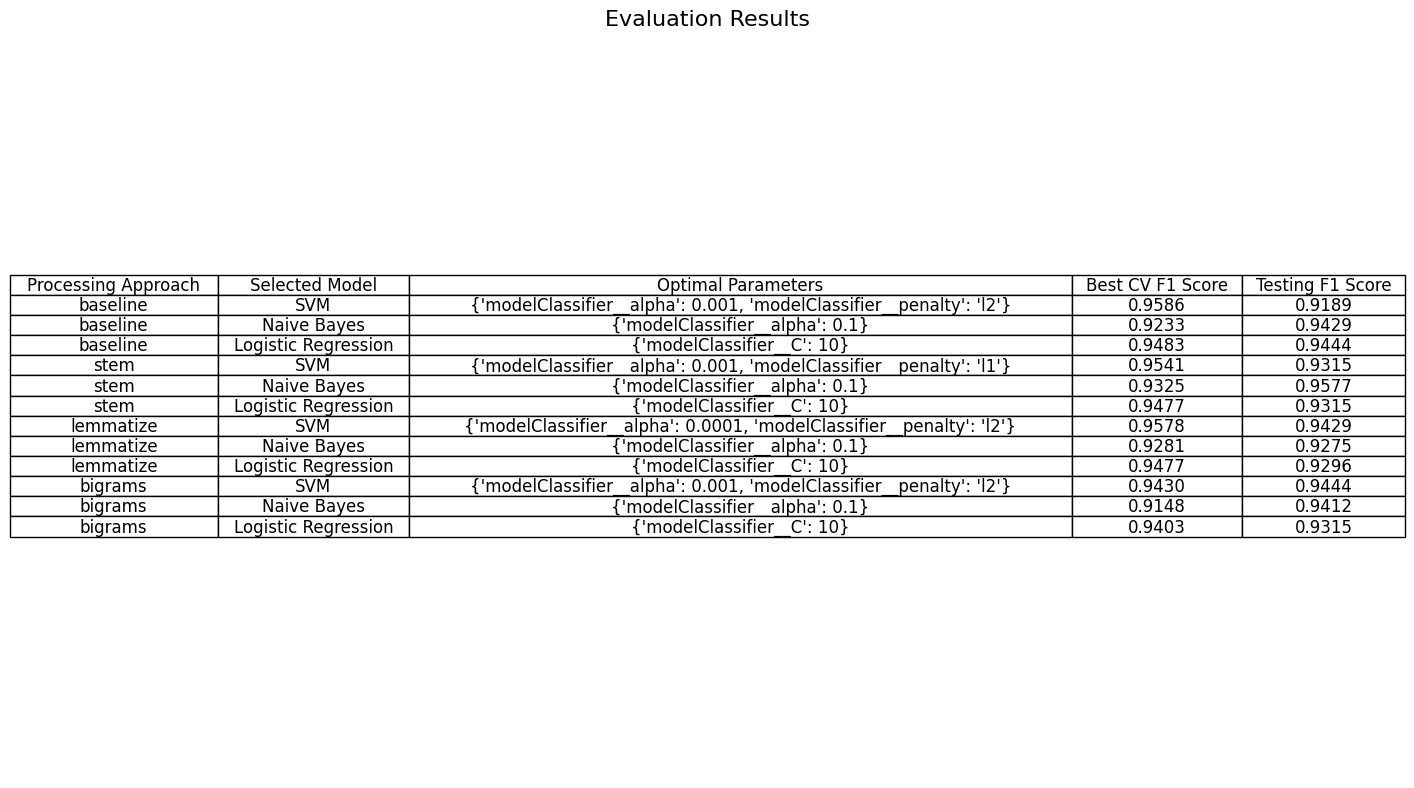 Evaluation Results
Processing Approach Selected Model Optimal Parameters Best CV F1 Score Testing F1 Score
baseline SVM {'modelClassifier__alpha': 0.001, 'modelClassifier__penalty': 'l2'} 0.9586 0.9189
baseline Naive Bayes {'modelClassifier__alpha': 0.1} 0.9233 0.9429
baseline Logistic Regression {'modelClassifier__C': 10} 0.9483 0.9444
stem SVM {'modelClassifier__alpha': 0.001, 'modelClassifier__penalty': 'l1'} 0.9541 0.9315
stem Naive Bayes {'modelClassifier__alpha': 0.1} 0.9325 0.9577
stem Logistic Regression {'modelClassifier__C': 10} 0.9477 0.9315
lemmatize SVM {'modelClassifier__alpha': 0.0001, 'modelClassifier__penalty': 'l2'} 0.9578 0.9429
lemmatize Naive Bayes {'modelClassifier__alpha': 0.1} 0.9281 0.9275
lemmatize Logistic Regression {'modelClassifier__C': 10} 0.9477 0.9296
bigrams SVM {'modelClassifier__alpha': 0.001, 'modelClassifier__penalty': 'l2'} 0.9430 0.9444
bigrams Naive Bayes {'modelClassifier__alpha': 0.1} 0.9148 0.9412
bigrams Logistic Regression {'modelClassifier__C': 10} 0.9403 0.9315